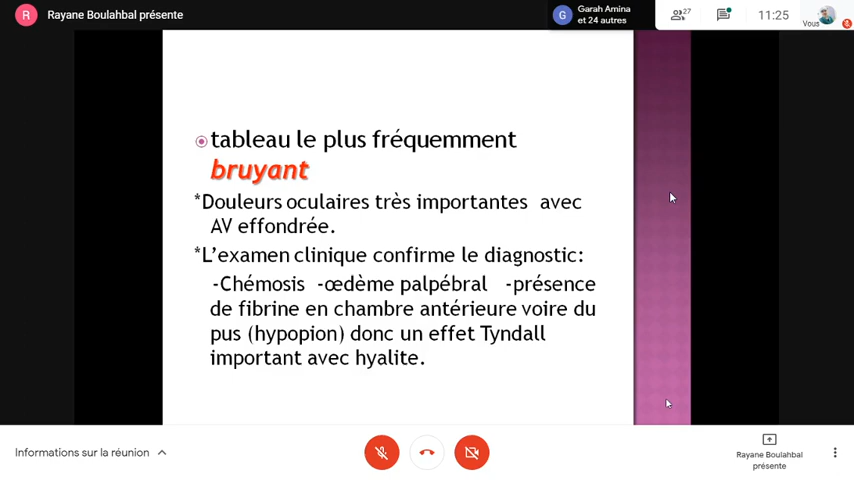 R Rayane Boulahbal présente
G Garah Amina
et 24 autres
27
11:25
Vous
tableau le plus fréquemment
bruyant
*Douleurs oculaires très importantes avec
AV effondrée.
*L'examen clinique confirme le diagnostic:
-Chémosis -œdème palpébral -présence
de fibrine en chambre antérieure voire du
pus (hypopion) donc un effet Tyndall
important avec hyalite.
Informations sur la réunion
Rayane Boulahbal
présente